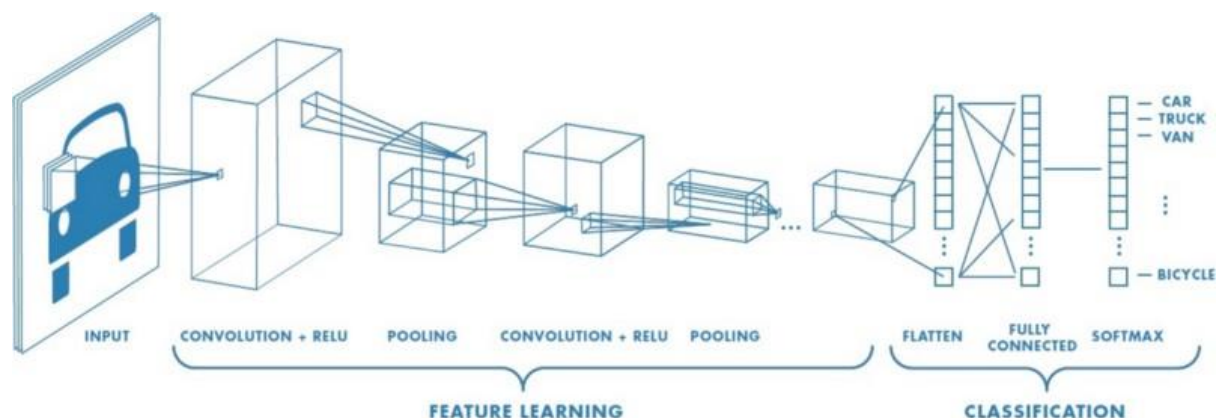 CAR
TRUCK
VAN
BICYCLE
INPUT
CONVOLUTION + RELU
POOLING
CONVOLUTION + RELU
POOLING
FLATTEN
FULLY
CONNECTED
SOFTMAX
FEATURE LEARNING
CLASSIFICATION